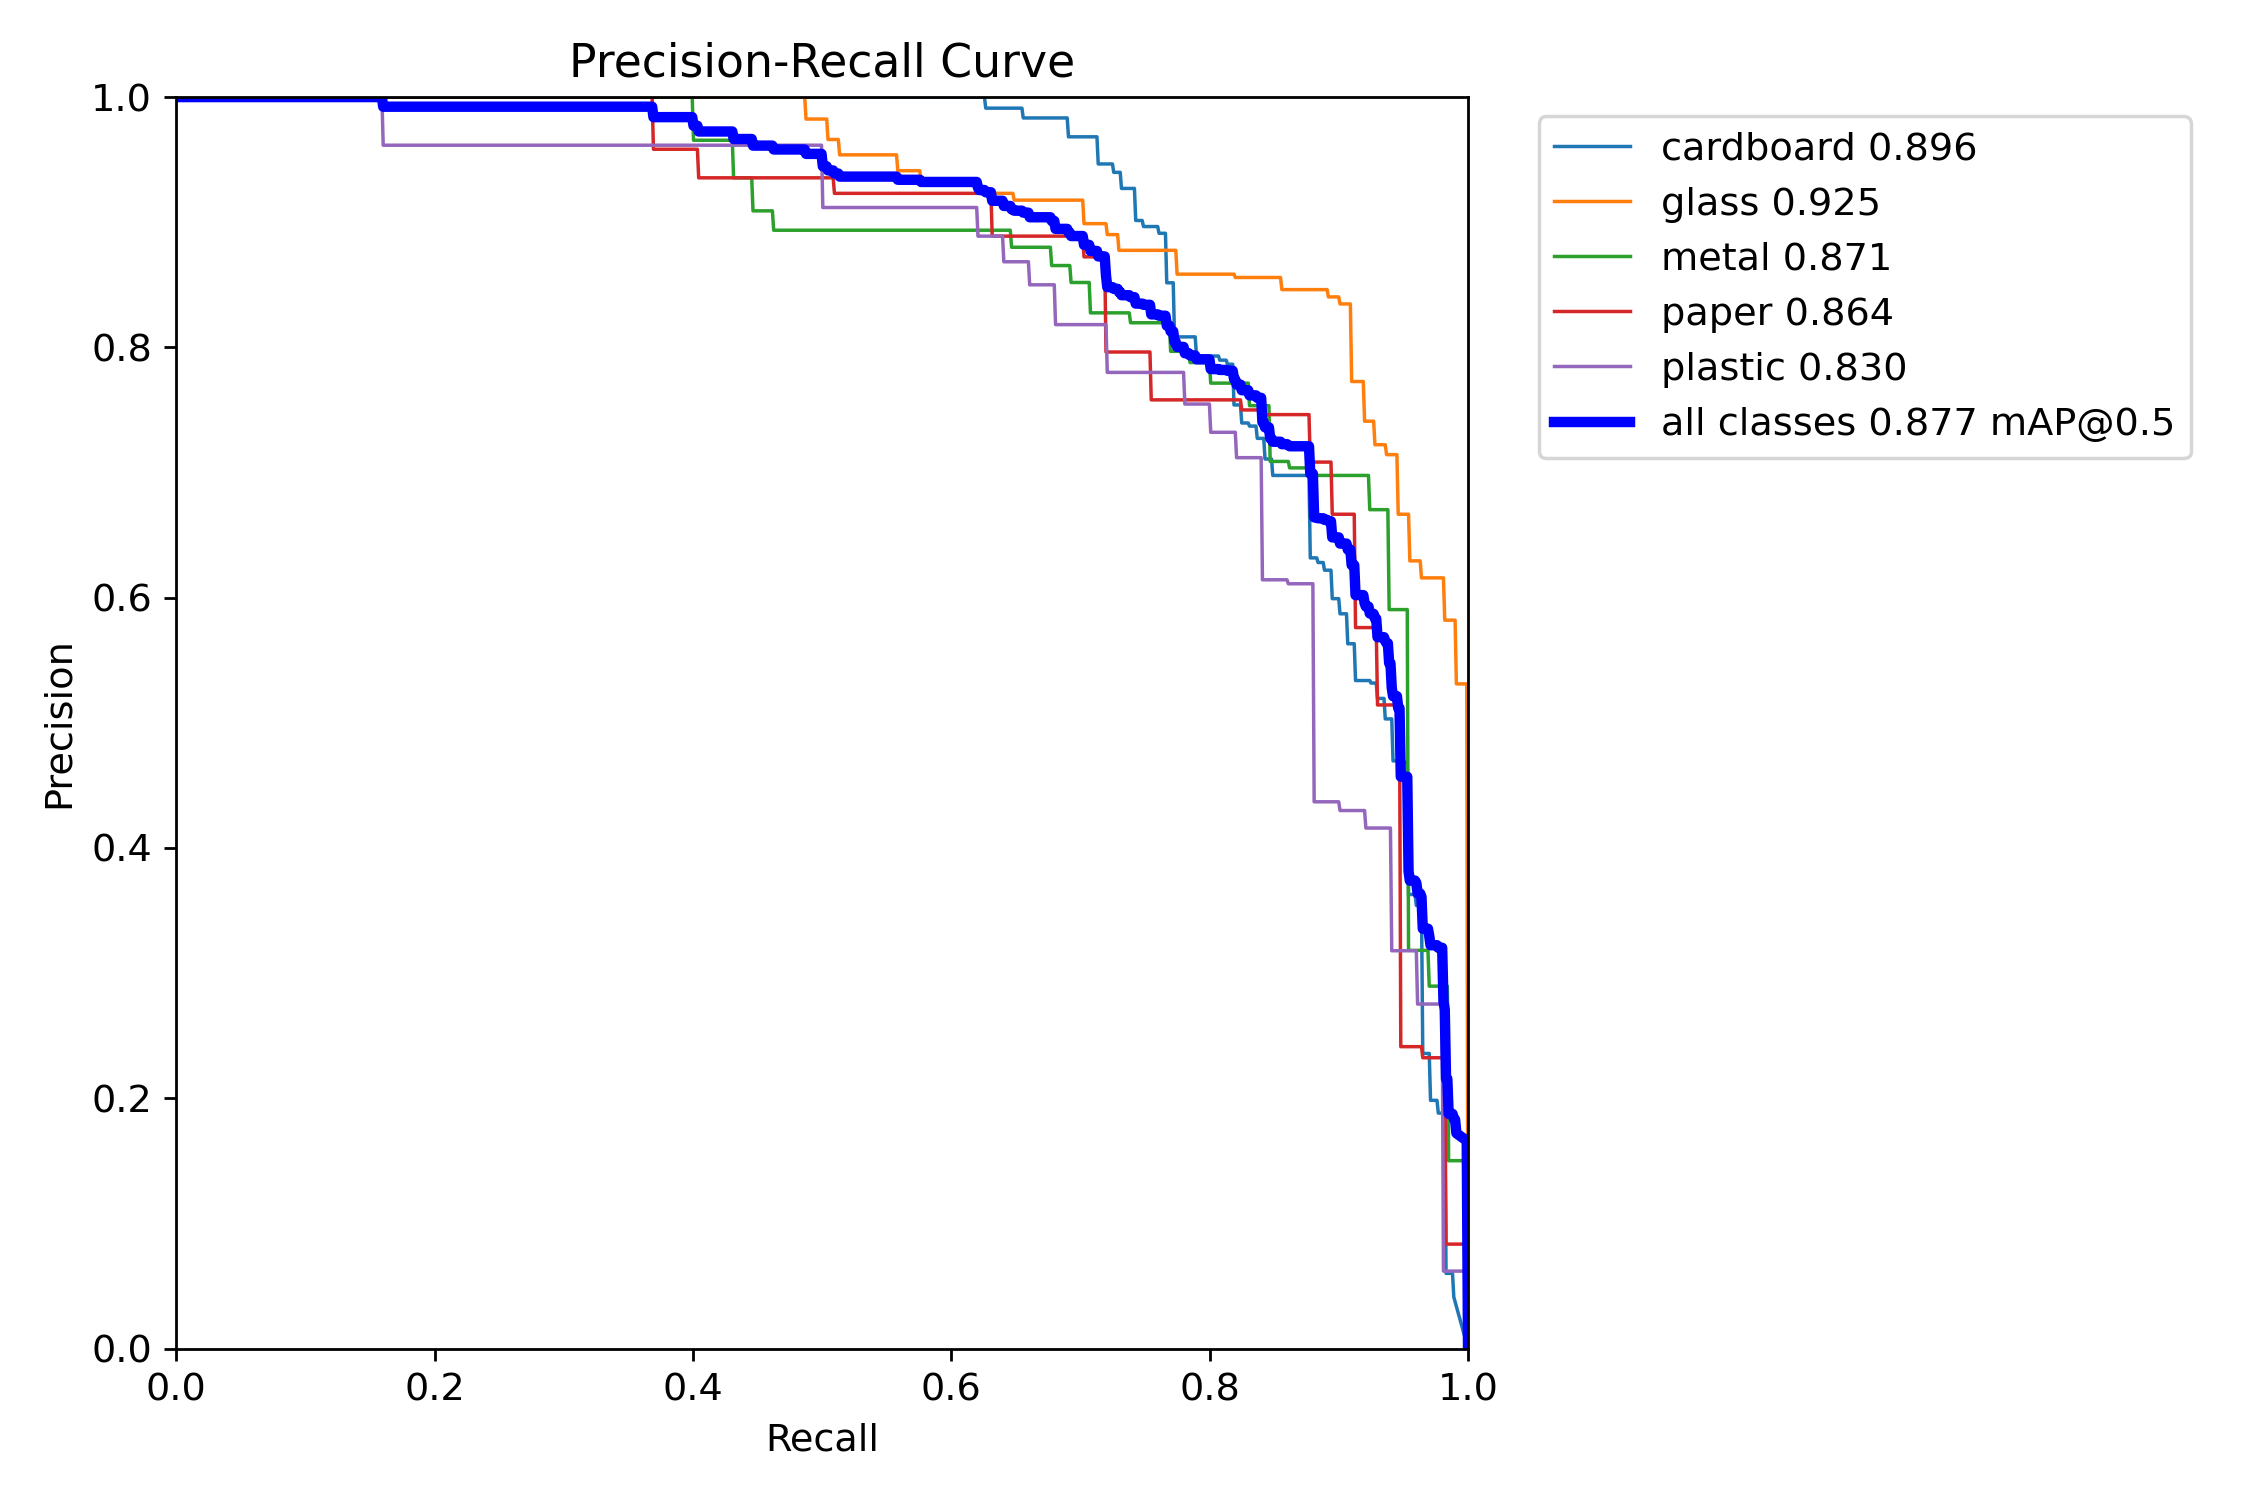 Precision-Recall Curve
1.0
0.8
0.6
0.4
0.2
0.0
Precision
0.0 0.2 0.4 0.6 0.8 1.0
Recall
cardboard 0.896
glass 0.925
metal 0.871
paper 0.864
plastic 0.830
all classes 0.877 mAP@0.5